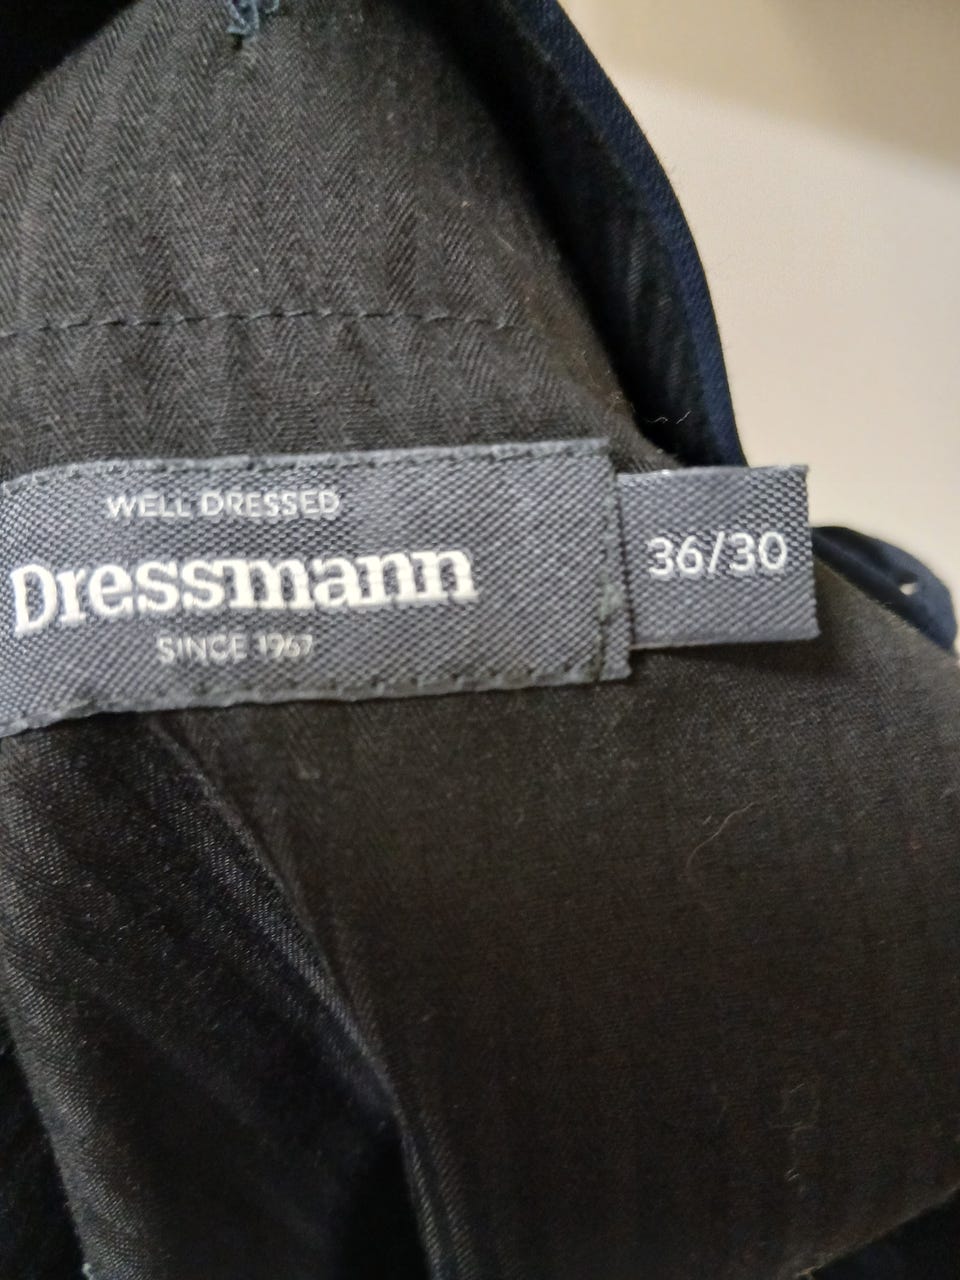 WELL DRESSED
Dressmann
SINCE 1967
36/30